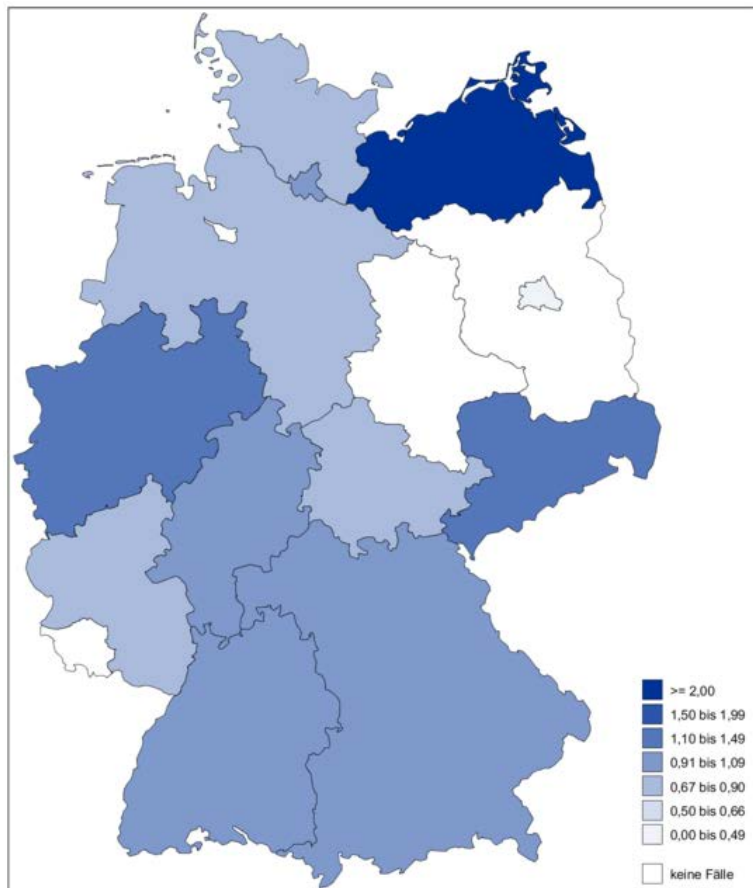 >= 2,00
1,50 bis 1,99
1,10 bis 1,49
0,91 bis 1,09
0,67 bis 0,90
0,50 bis 0,66
0,00 bis 0,49
keine Fälle